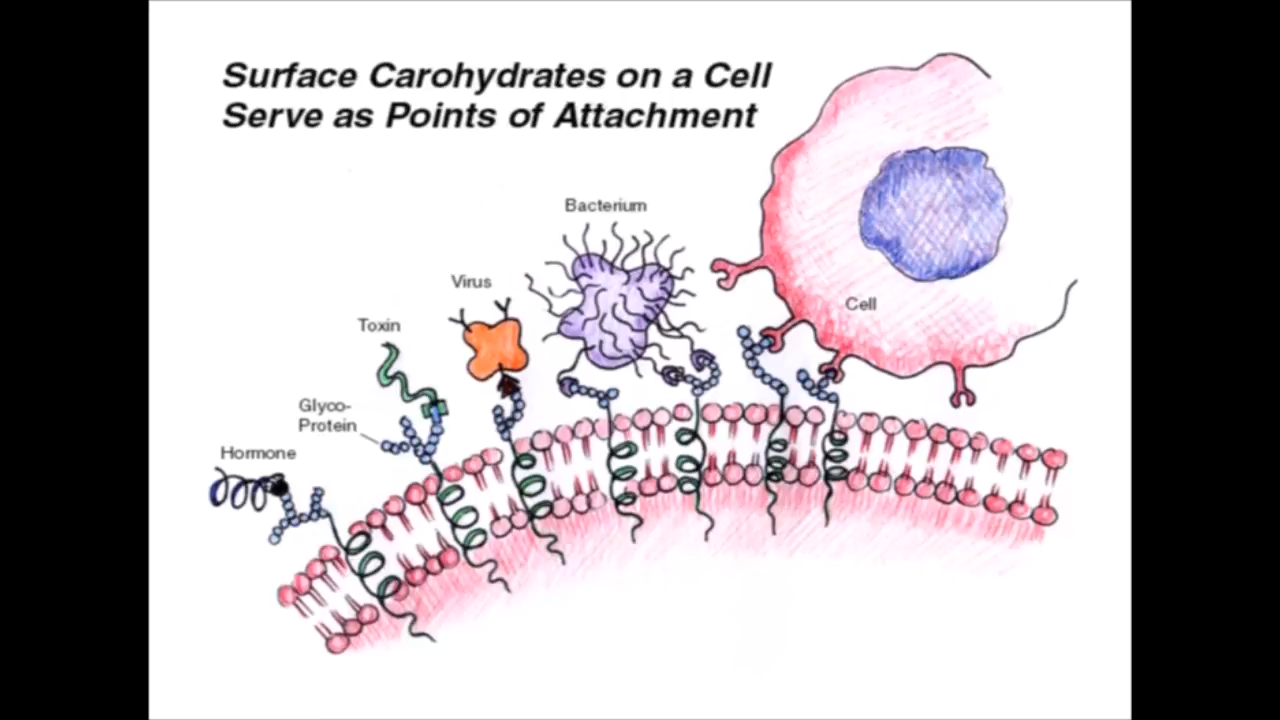 Surface Carohydrates on a Cell
Serve as Points of Attachment
Bacterium
Virus
Cell
Toxin
Glyco-
Protein
Hormone